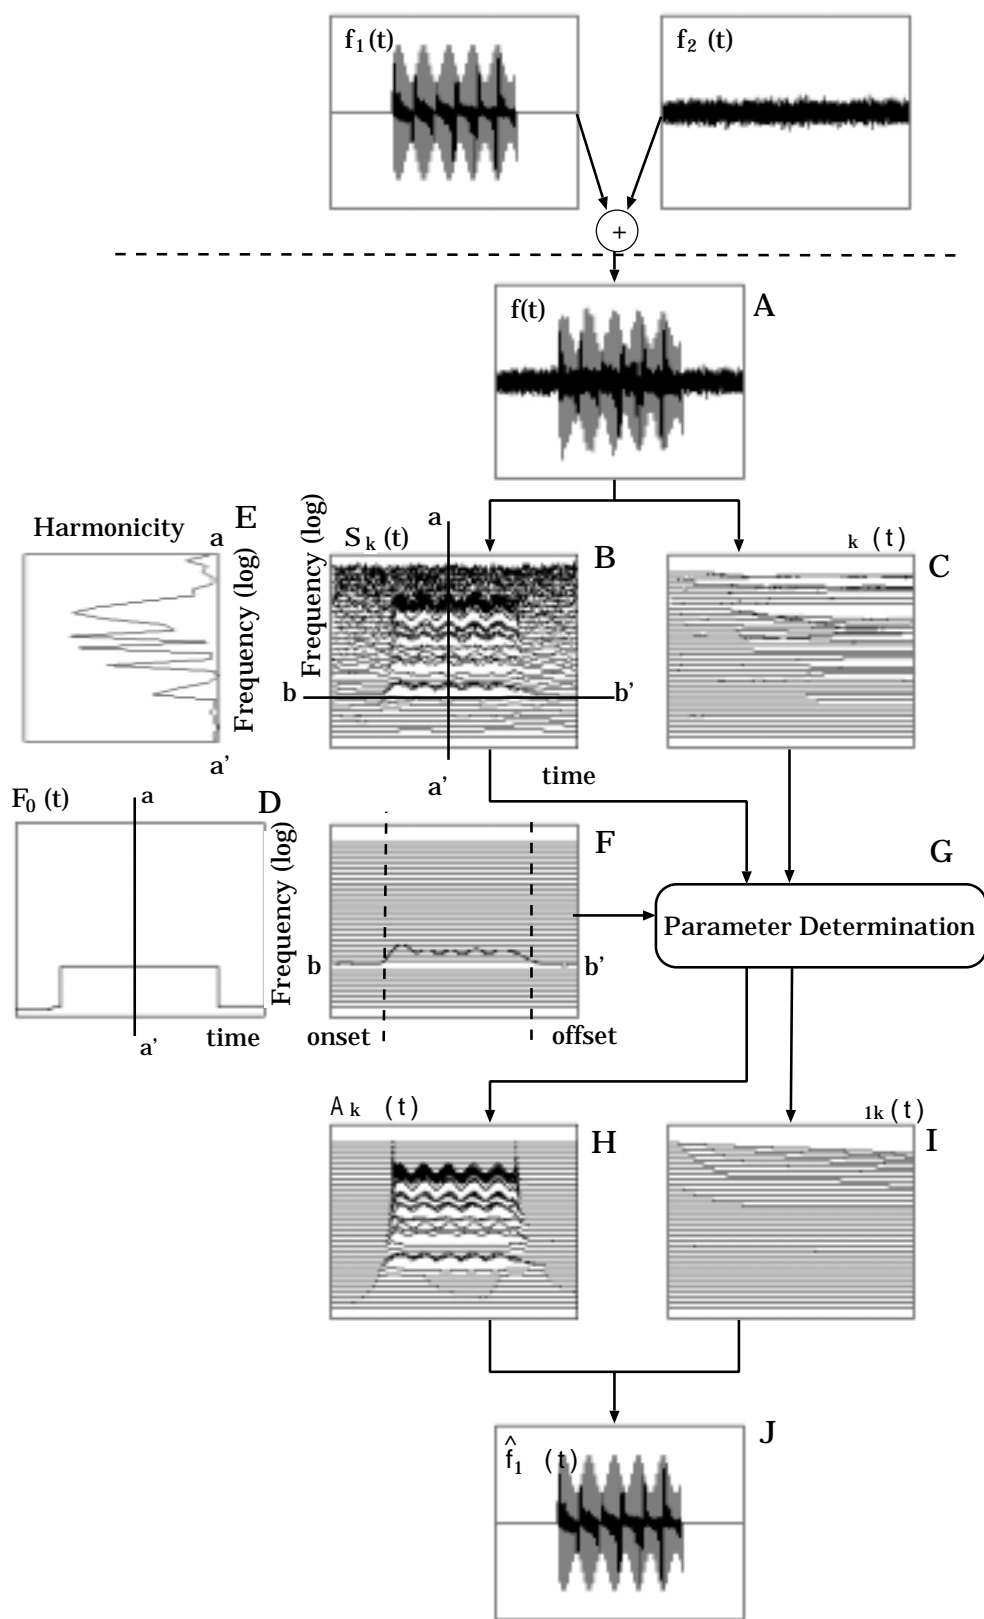 f1(t)
f2 (t)
+
A
f(t)
Harmonicity
E
a
Frequency (log)
Frequency (log)
a
Sk(t)
B
k (t)
C
b
b'
a'
a'
time
F0(t)
a
D
Frequency (log)
F
G
Parameter Determination
b
b'
a'
time
onset
offset
Ak (t)
H
1k(t)
I
J
f̂1 (t)